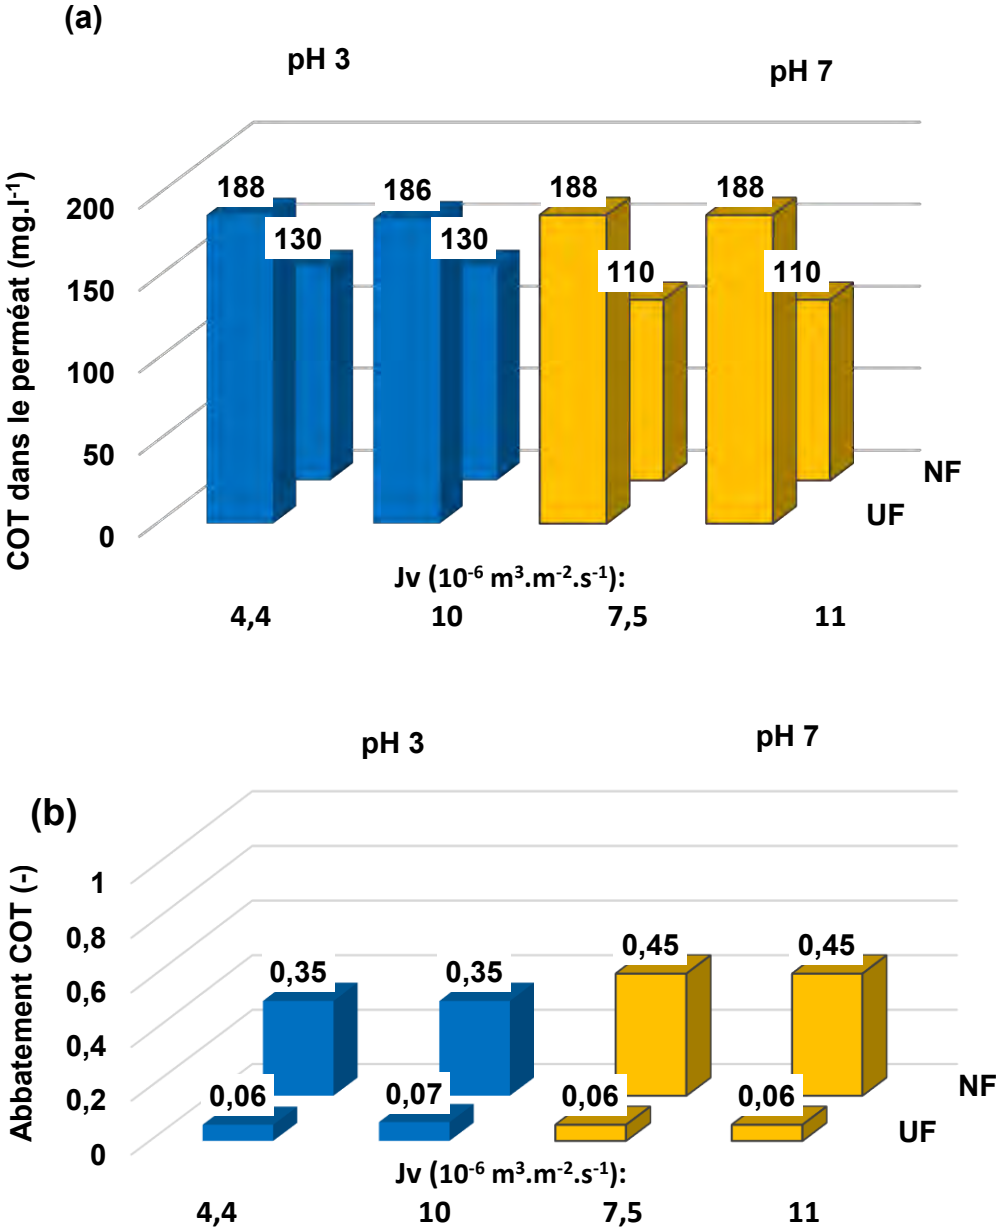 (a)
pH 3
pH 7
COT dans le perméat (mg.l⁻¹)
200
150
100
50
0
188
130
186
130
188
110
188
110
NF
UF
Jv (10⁻⁶ m³.m⁻².s⁻¹):
4,4 10 7,5 11
pH 3
pH 7
(b)
Abbatement COT (-)
1
0,8
0,6
0,4
0,2
0
0,35
0,35
0,45
0,45
0,06
0,07
0,06
0,06
NF
UF
Jv (10⁻⁶ m³.m⁻².s⁻¹):
4,4 10 7,5 11